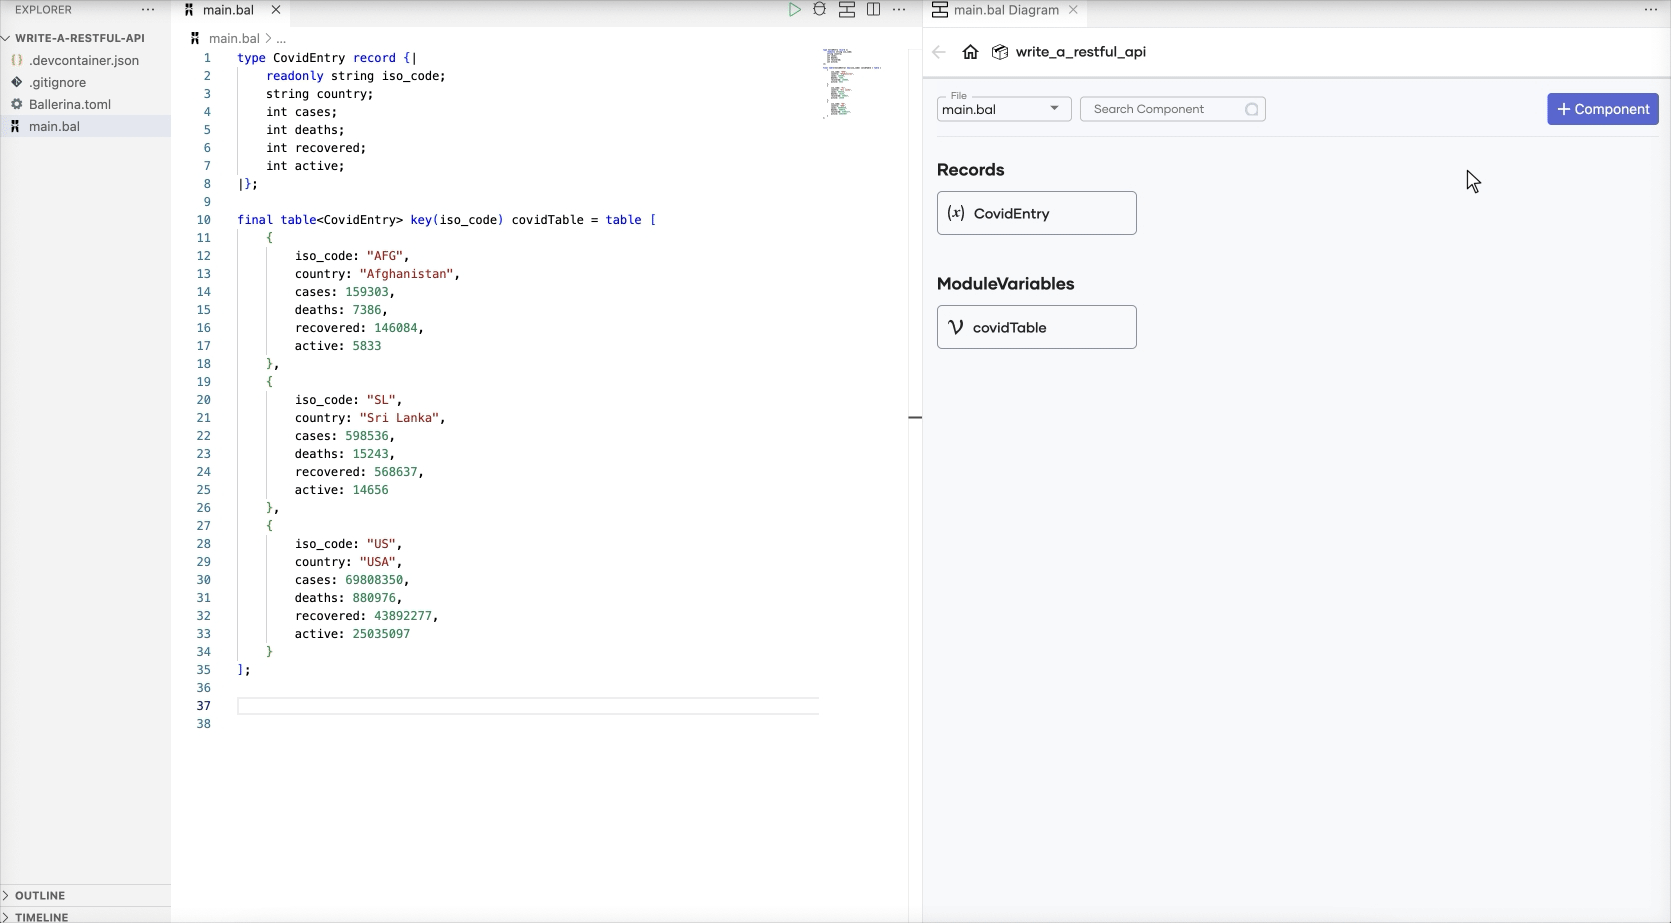 EXPLORER
WRITE-A-RESTFUL-API
.devcontainer.json
.gitignore
Ballerina.toml
main.bal
OUTLINE
TIMELINE
main.bal
main.bal > ...
1 type CovidEntry record {|
2 readonly string iso_code;
3 string country;
4 int cases;
5 int deaths;
6 int recovered;
7 int active;
8 |};
9
10 final table<CovidEntry> key(iso_code) covidTable = table [
11 {
12 iso_code: "AFG",
13 country: "Afghanistan",
14 cases: 159303,
15 deaths: 7386,
16 recovered: 146084,
17 active: 5833
18 },
19 {
20 iso_code: "SL",
21 country: "Sri Lanka",
22 cases: 598536,
23 deaths: 15243,
24 recovered: 568637,
25 active: 14656
26 },
27 {
28 iso_code: "US",
29 country: "USA",
30 cases: 69808350,
31 deaths: 880976,
32 recovered: 43892277,
33 active: 25035097
34 }
35 ];
36
37
38
main.bal Diagram
write_a_restful_api
File
main.bal
Search Component
+ Component
Records
(x) CovidEntry
ModuleVariables
covidTable